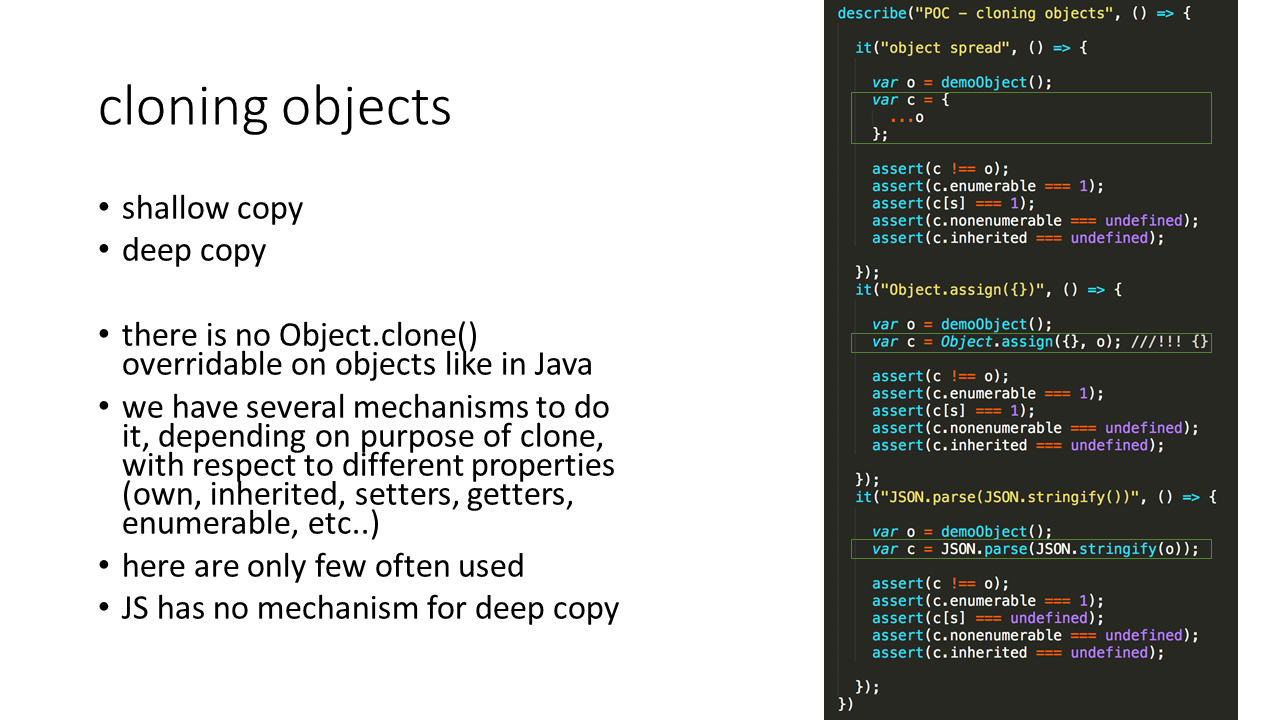 cloning objects
• shallow copy
• deep copy
• there is no Object.clone()
overridable on objects like in Java
• we have several mechanisms to do
it, depending on purpose of clone,
with respect to different properties
(own, inherited, setters, getters,
enumerable, etc..)
• here are only few often used
• JS has no mechanism for deep copy
describe("POC – cloning objects", () => {
it("object spread", () => {
var o = demoObject();
var c = {
...o
};
assert(c !== o);
assert(c.enumerable === 1);
assert(c[s] === 1);
assert(c.nonenumerable === undefined);
assert(c.inherited === undefined);
});
it("Object.assign({})", () => {
var o = demoObject();
var c = Object.assign({}, o); ///!!! {}
assert(c !== o);
assert(c.enumerable === 1);
assert(c[s] === 1);
assert(c.nonenumerable === undefined);
assert(c.inherited === undefined);
});
it("JSON.parse(JSON.stringify())", () => {
var o = demoObject();
var c = JSON.parse(JSON.stringify(o));
assert(c !== o);
assert(c.enumerable === 1);
assert(c[s] === undefined);
assert(c.nonenumerable === undefined);
assert(c.inherited === undefined);
});
})